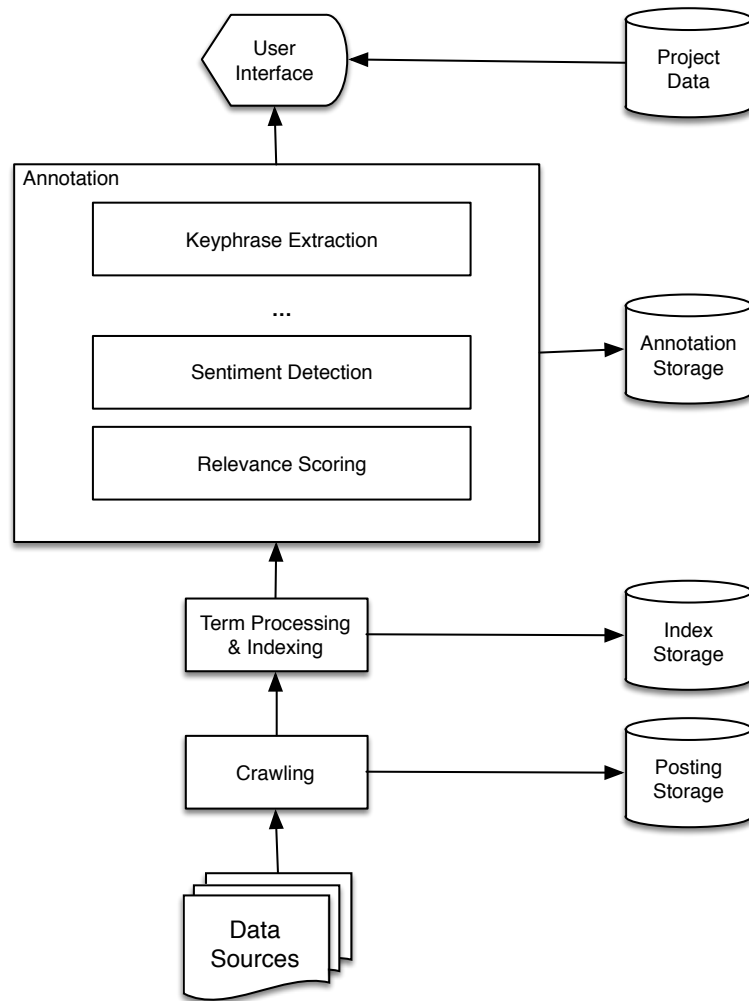 User
Interface
Project
Data
Annotation
Keyphrase Extraction
...
Sentiment Detection
Relevance Scoring
Annotation
Storage
Term Processing
& Indexing
Index
Storage
Crawling
Posting
Storage
Data
Sources